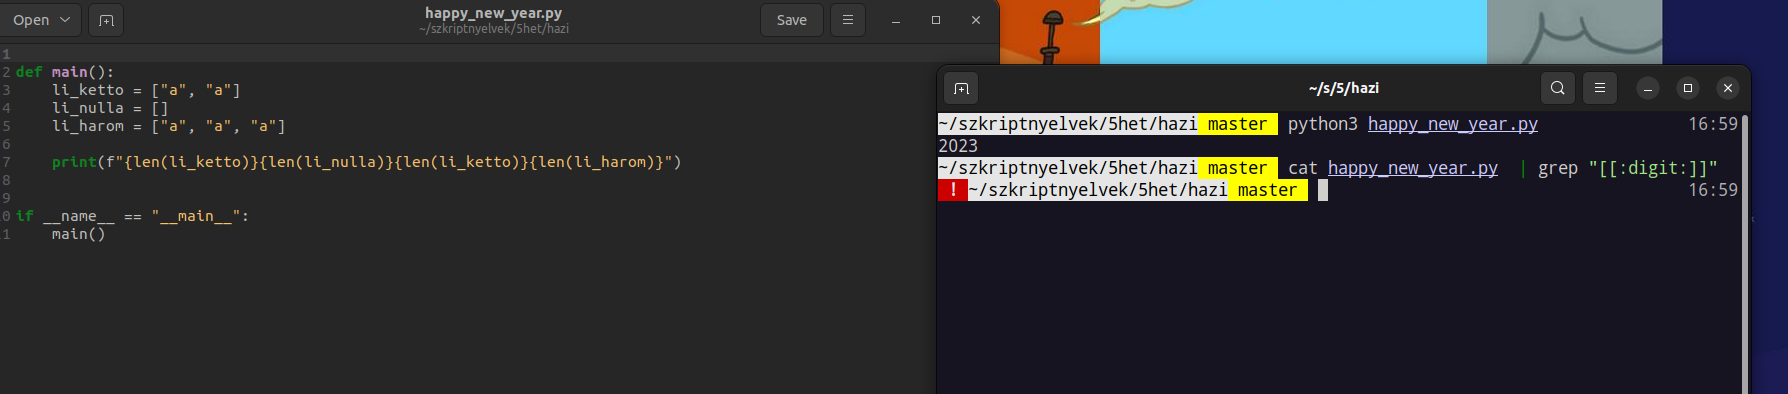 Open
happy_new_year.py
~/szkriptnyelvek/5het/hazi
Save
1
2 def main():
3     li_ketto = ["a", "a"]
4     li_nulla = []
5     li_harom = ["a", "a", "a"]
6
7     print(f"{len(li_ketto)}{len(li_nulla)}{len(li_ketto)}{len(li_harom)}")
8
9
0 if __name__ == "__main__":
1     main()
~/s/5/hazi
~/szkriptnyelvek/5het/hazi master python3 happy_new_year.py 16:59
2023
~/szkriptnyelvek/5het/hazi master cat happy_new_year.py | grep "[[:digit:]]"
! ~/szkriptnyelvek/5het/hazi master 16:59